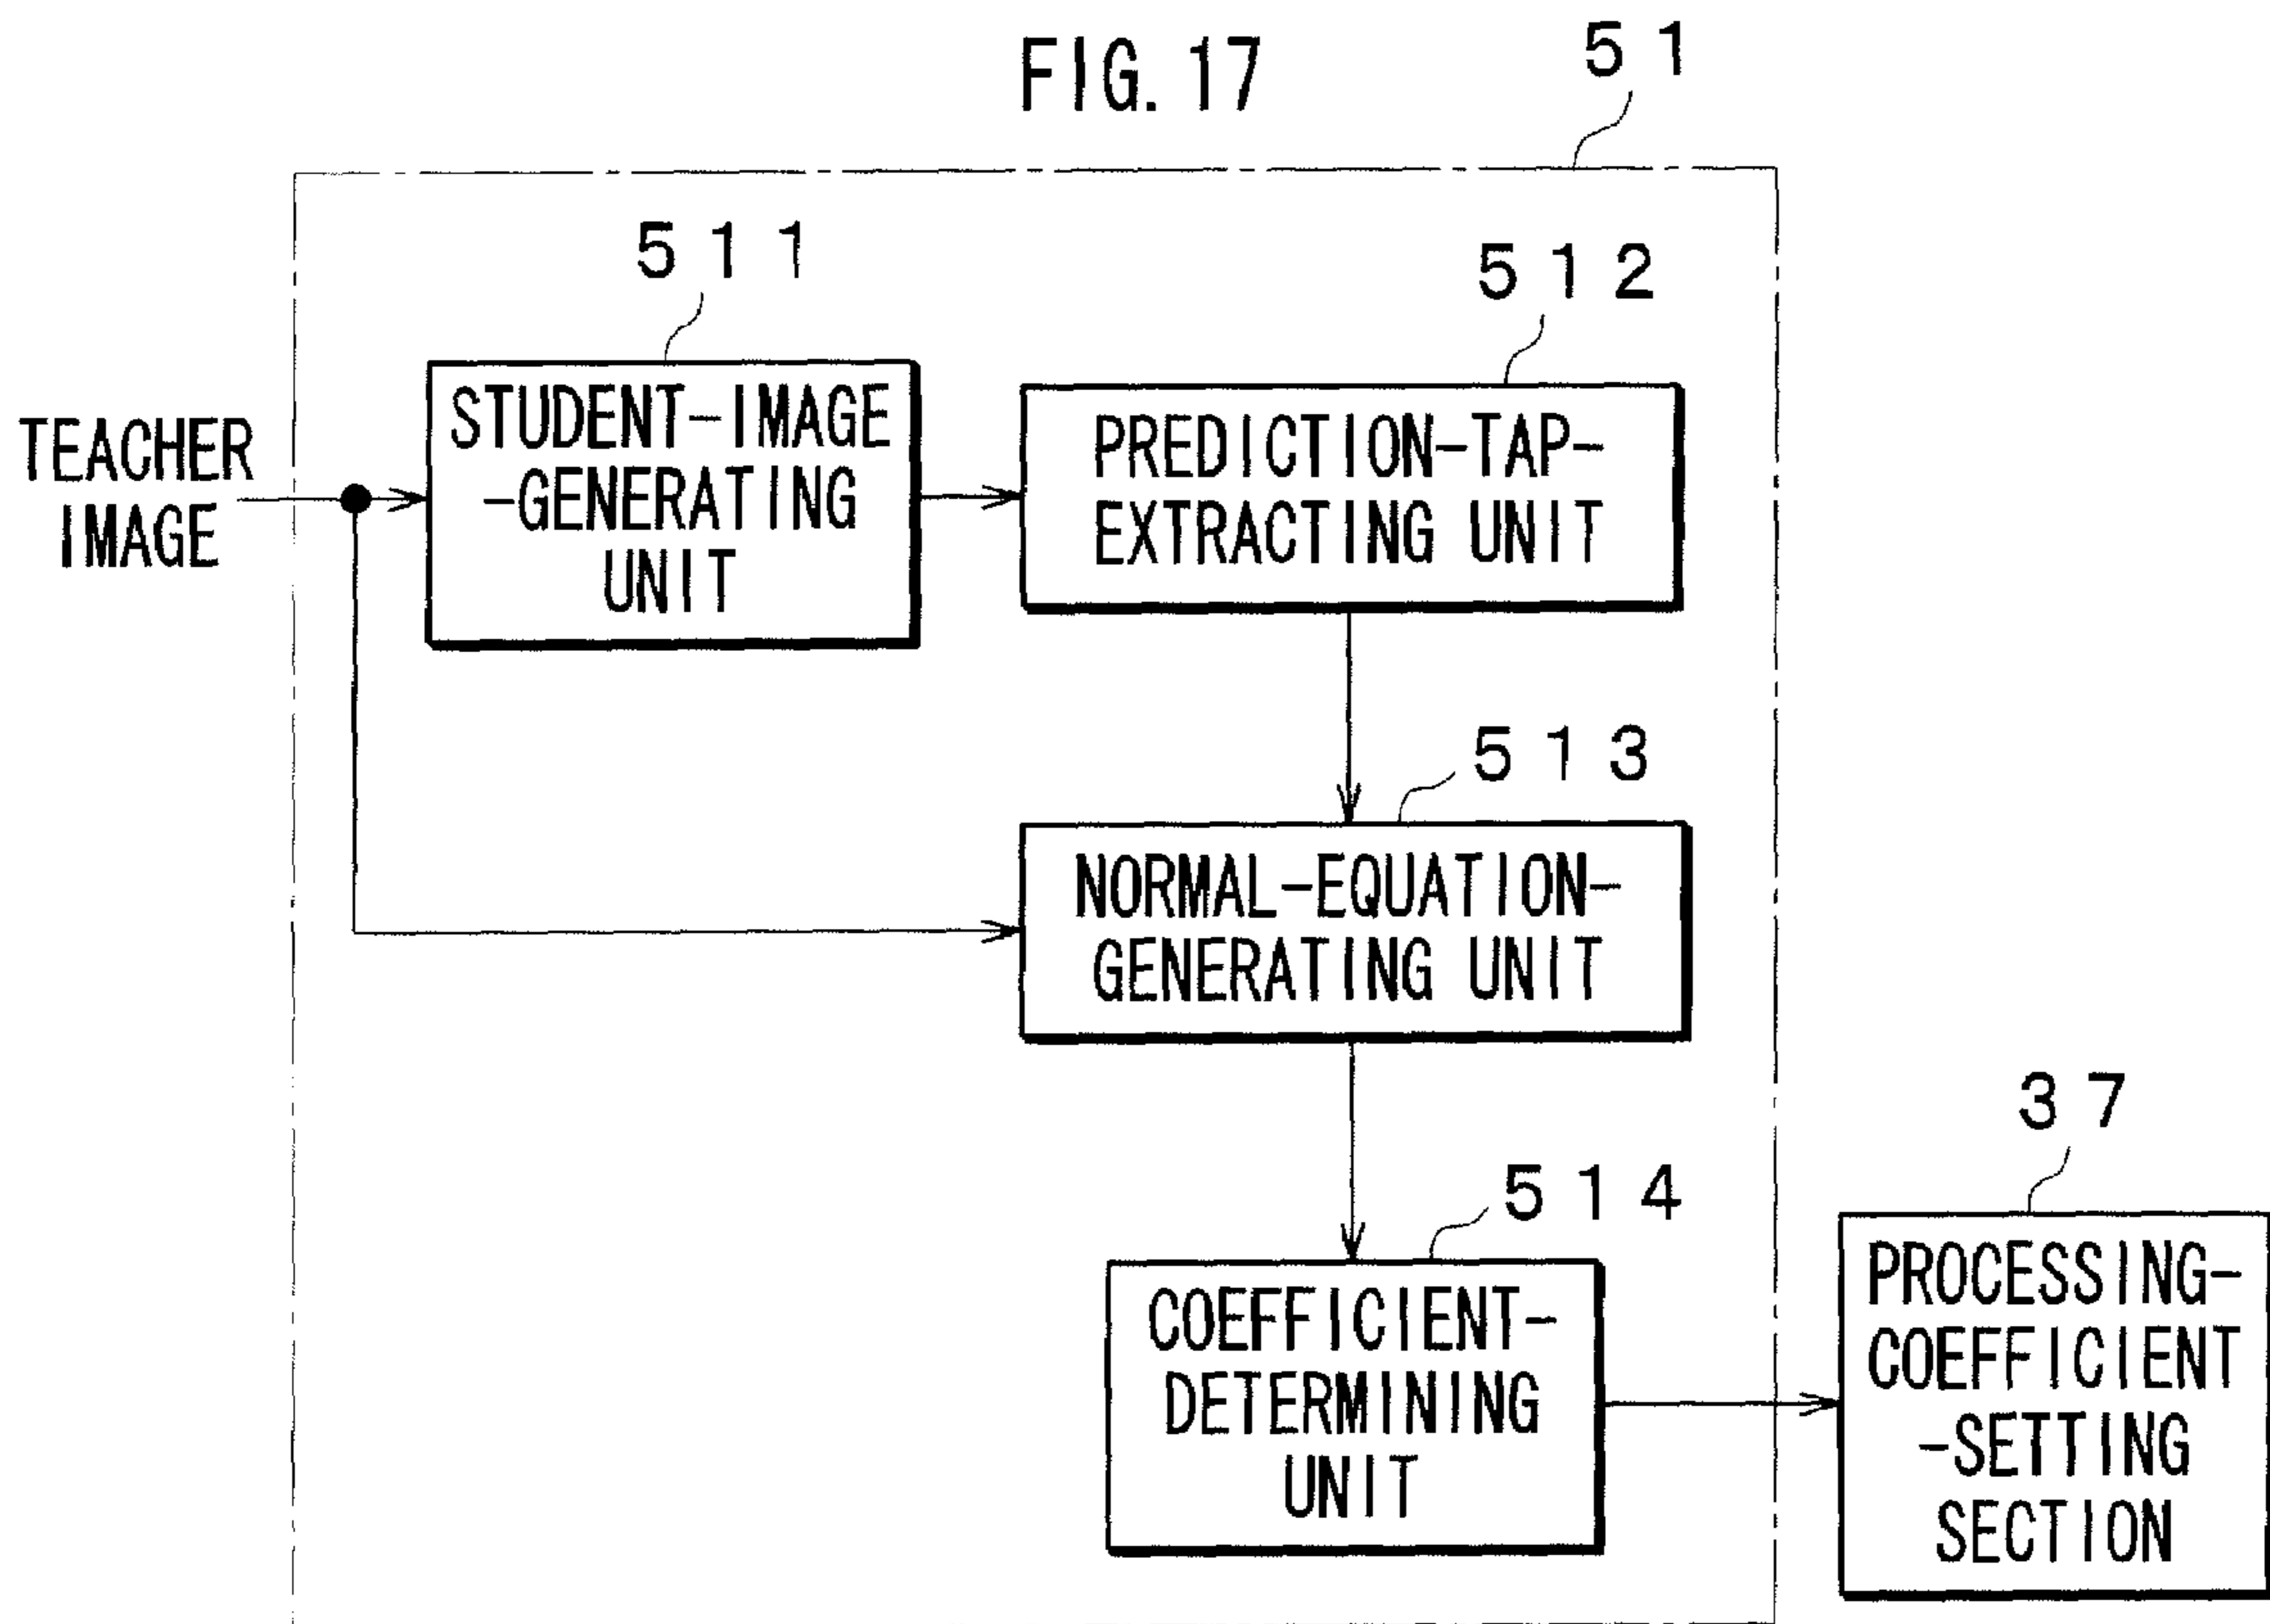 FIG. 17
51
511
512
TEACHER
IMAGE
STUDENT-IMAGE
-GENERATING
UNIT
PREDICTION-TAP-
EXTRACTING UNIT
513
NORMAL-EQUATION-
GENERATING UNIT
514
COEFFICIENT-
DETERMINING
UNIT
37
PROCESSING-
COEFFICIENT
-SETTING
SECTION